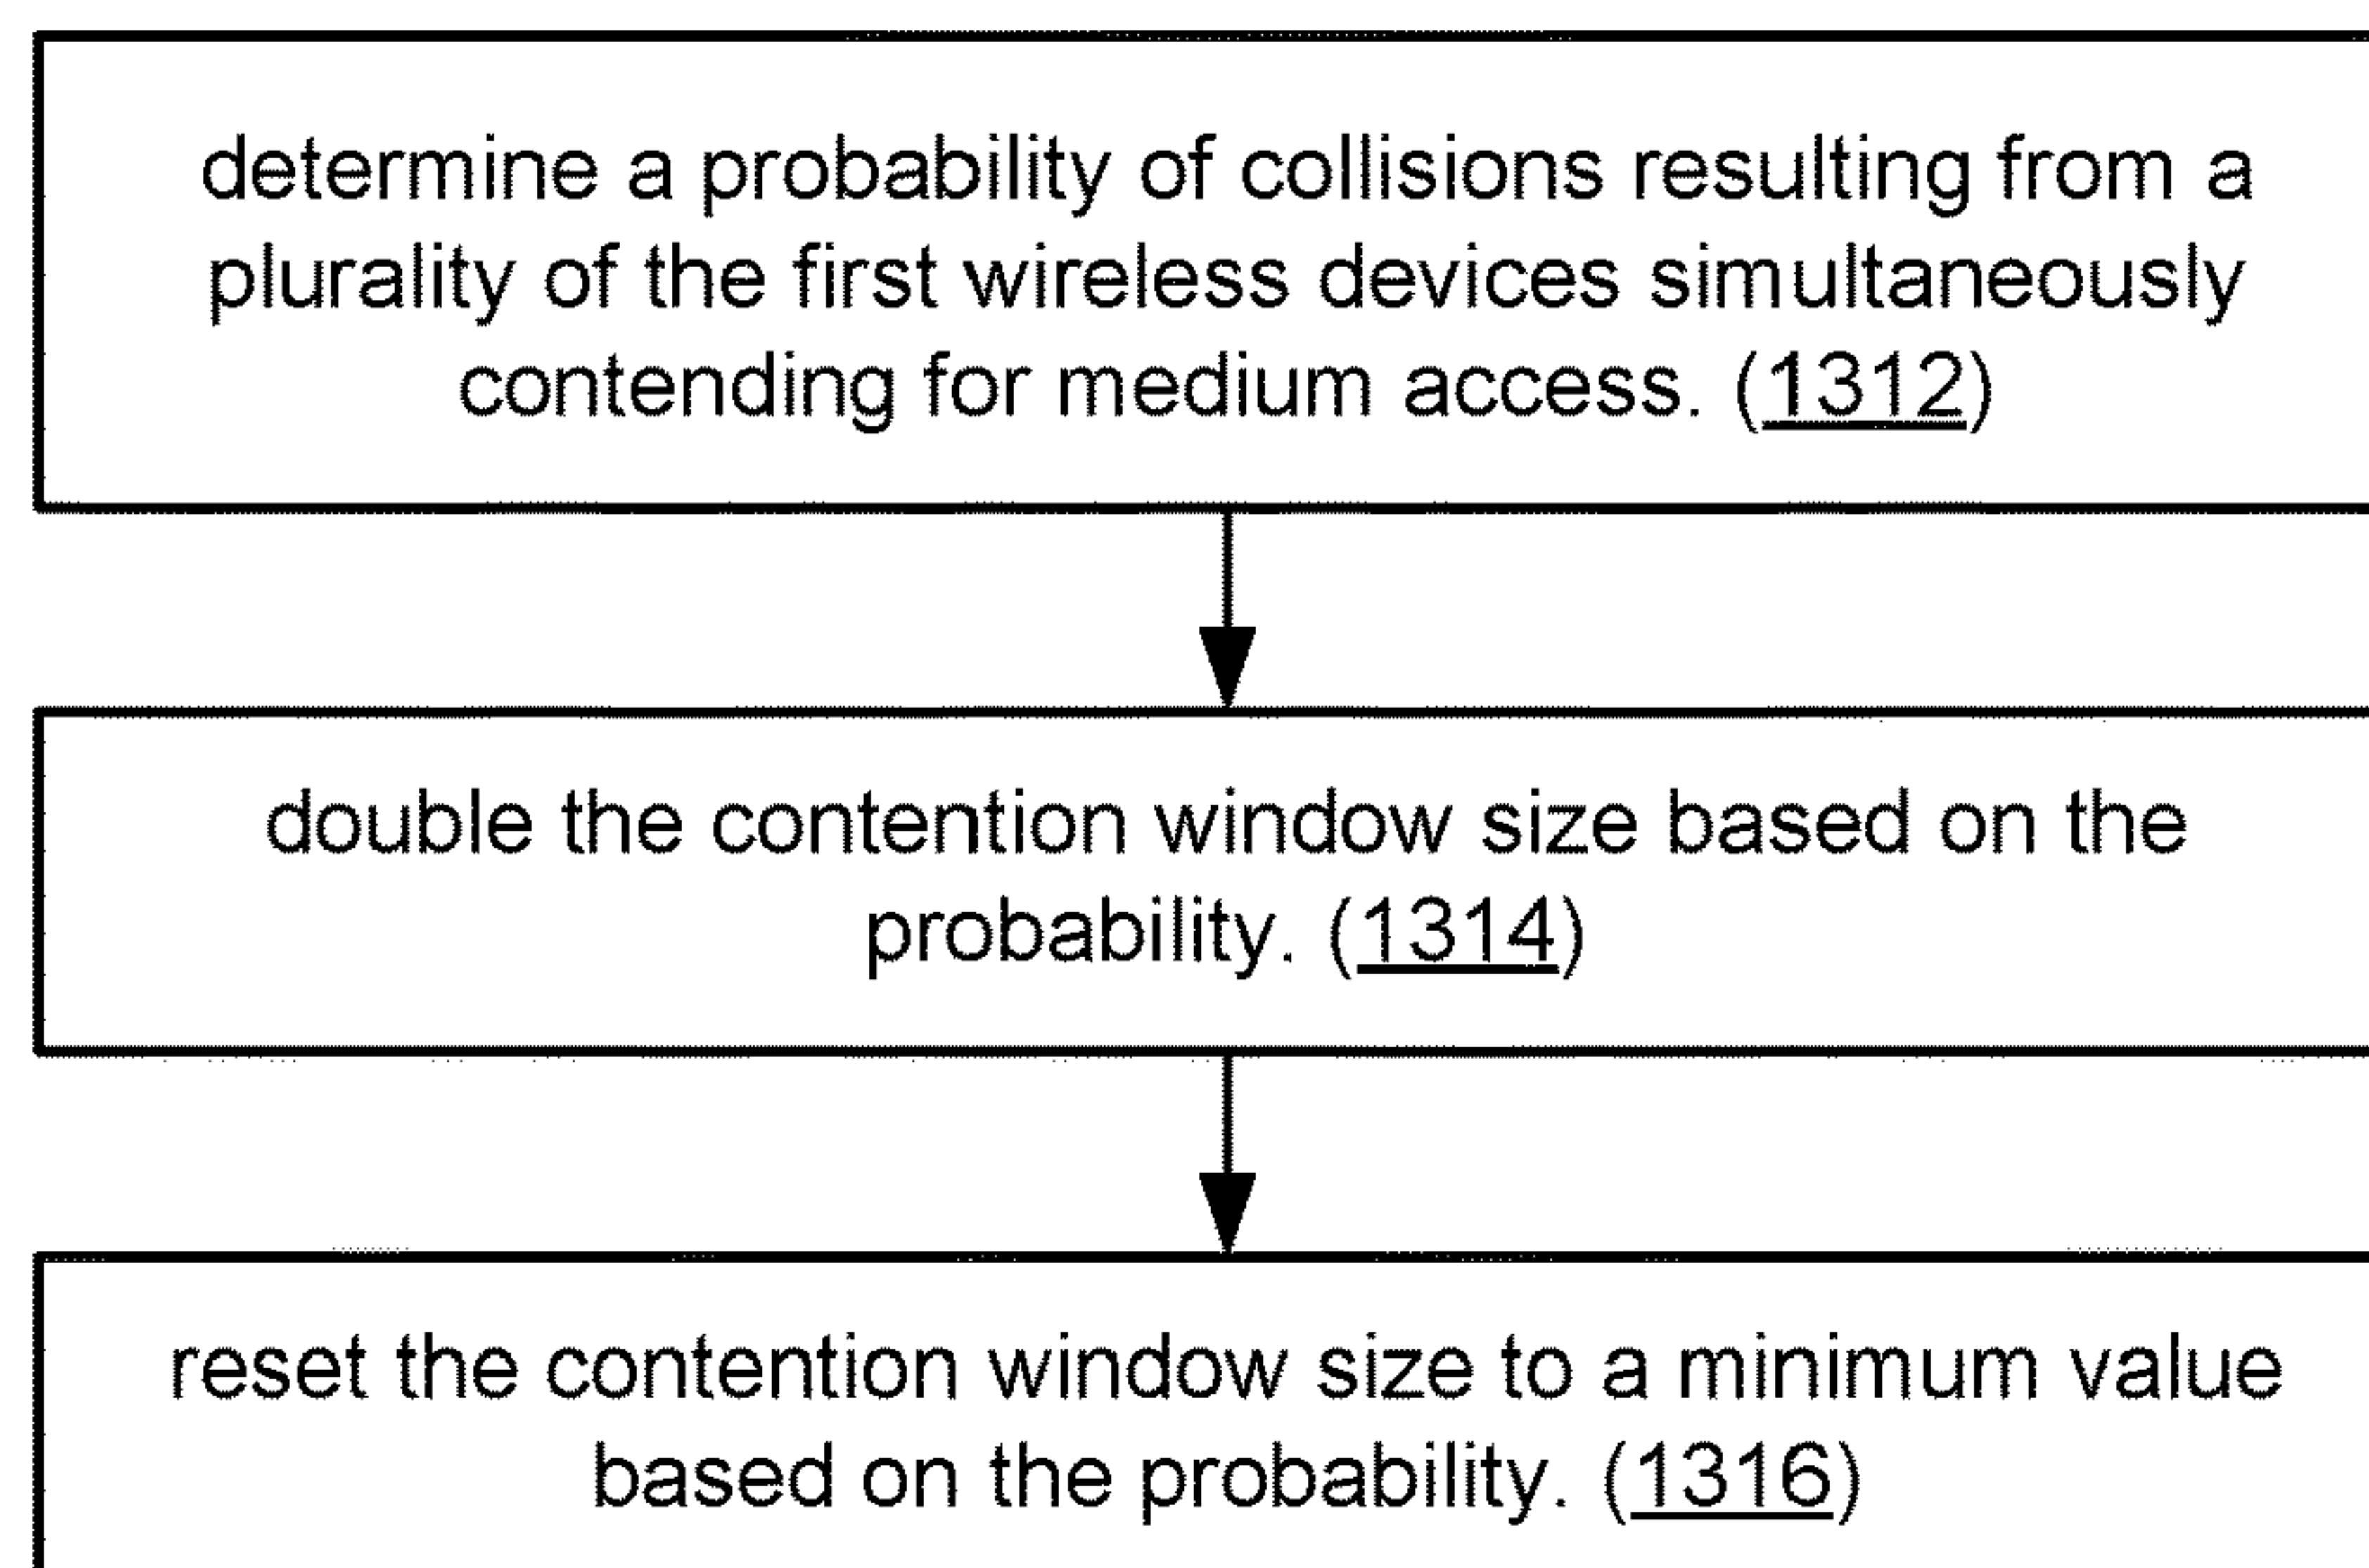 determine a probability of collisions resulting from a
plurality of the first wireless devices simultaneously
contending for medium access. (1312)
double the contention window size based on the
probability. (1314)
reset the contention window size to a minimum value
based on the probability. (1316)